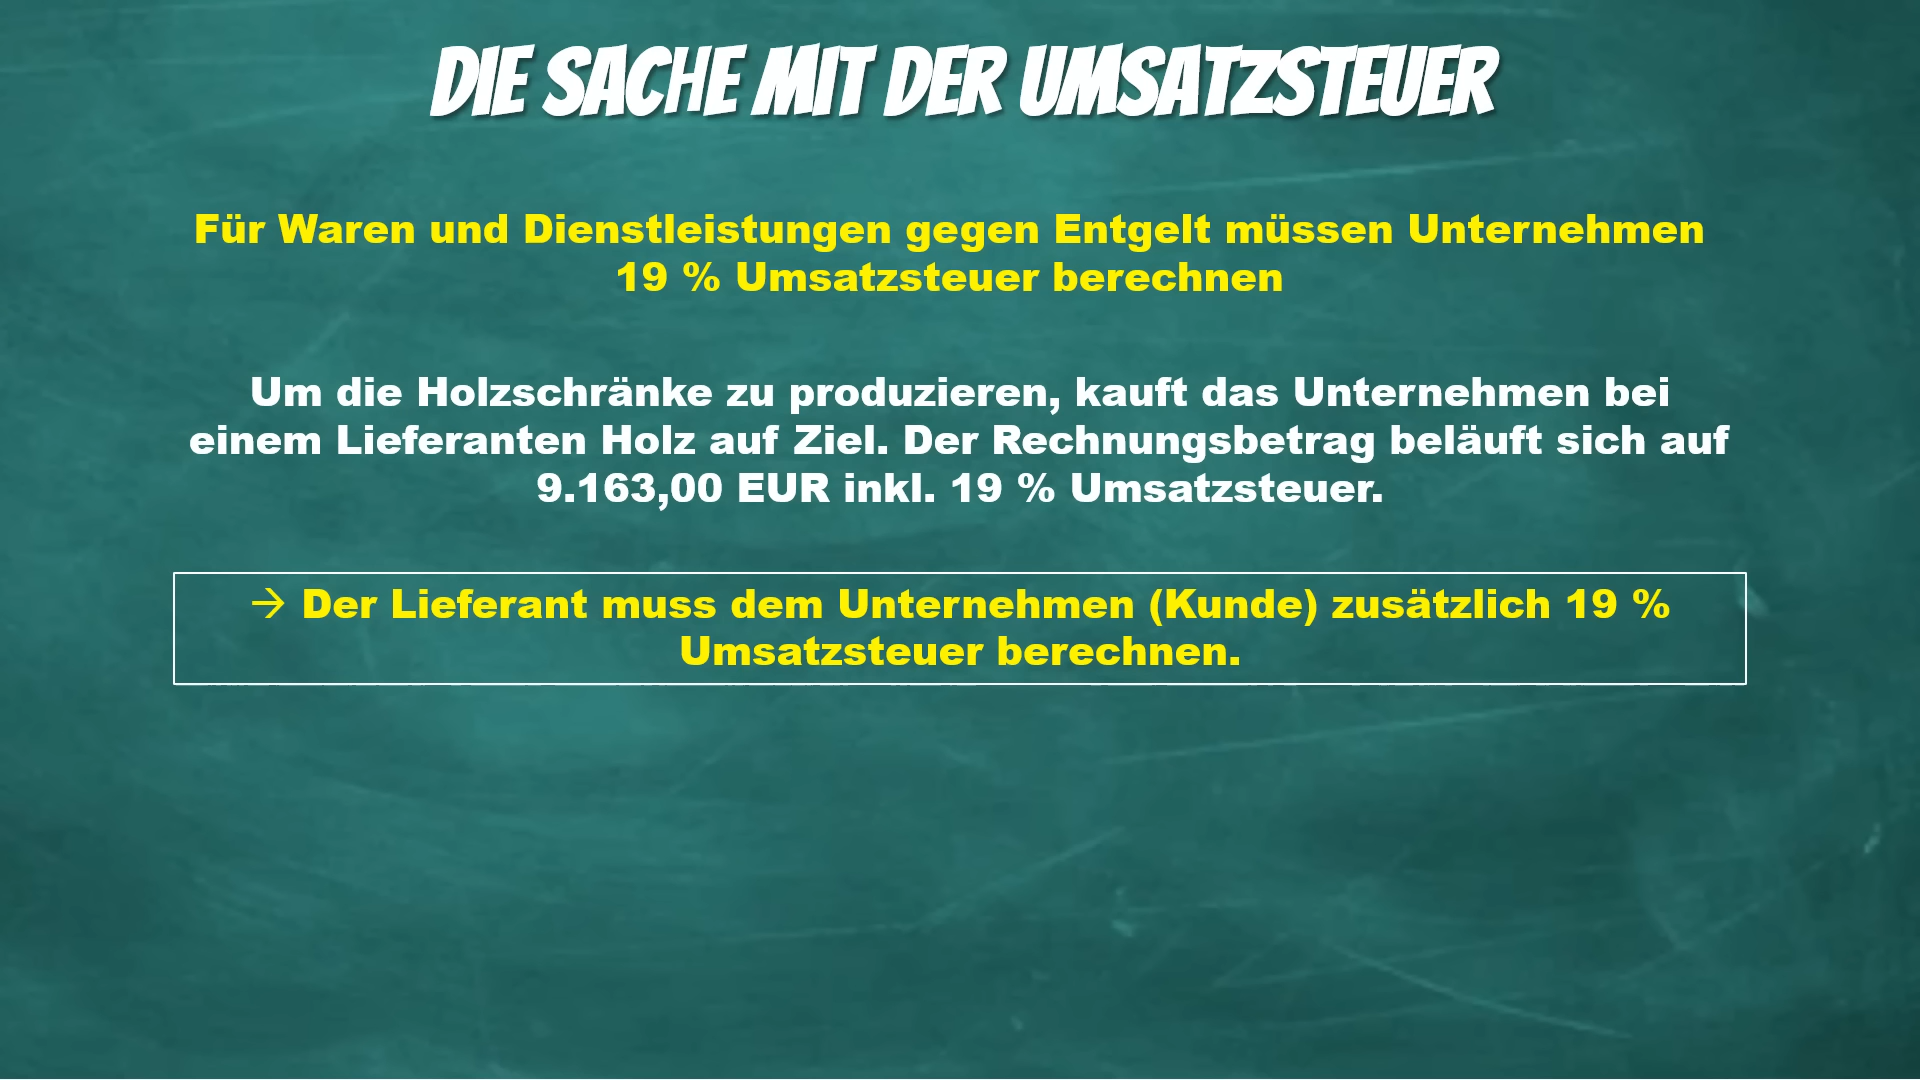 DIE SACHE MIT DER UMSATZSTEUER
Für Waren und Dienstleistungen gegen Entgelt müssen Unternehmen
19 % Umsatzsteuer berechnen
Um die Holzschränke zu produzieren, kauft das Unternehmen bei
einem Lieferanten Holz auf Ziel. Der Rechnungsbetrag beläuft sich auf
9.163,00 EUR inkl. 19 % Umsatzsteuer.
→ Der Lieferant muss dem Unternehmen (Kunde) zusätzlich 19 %
Umsatzsteuer berechnen.